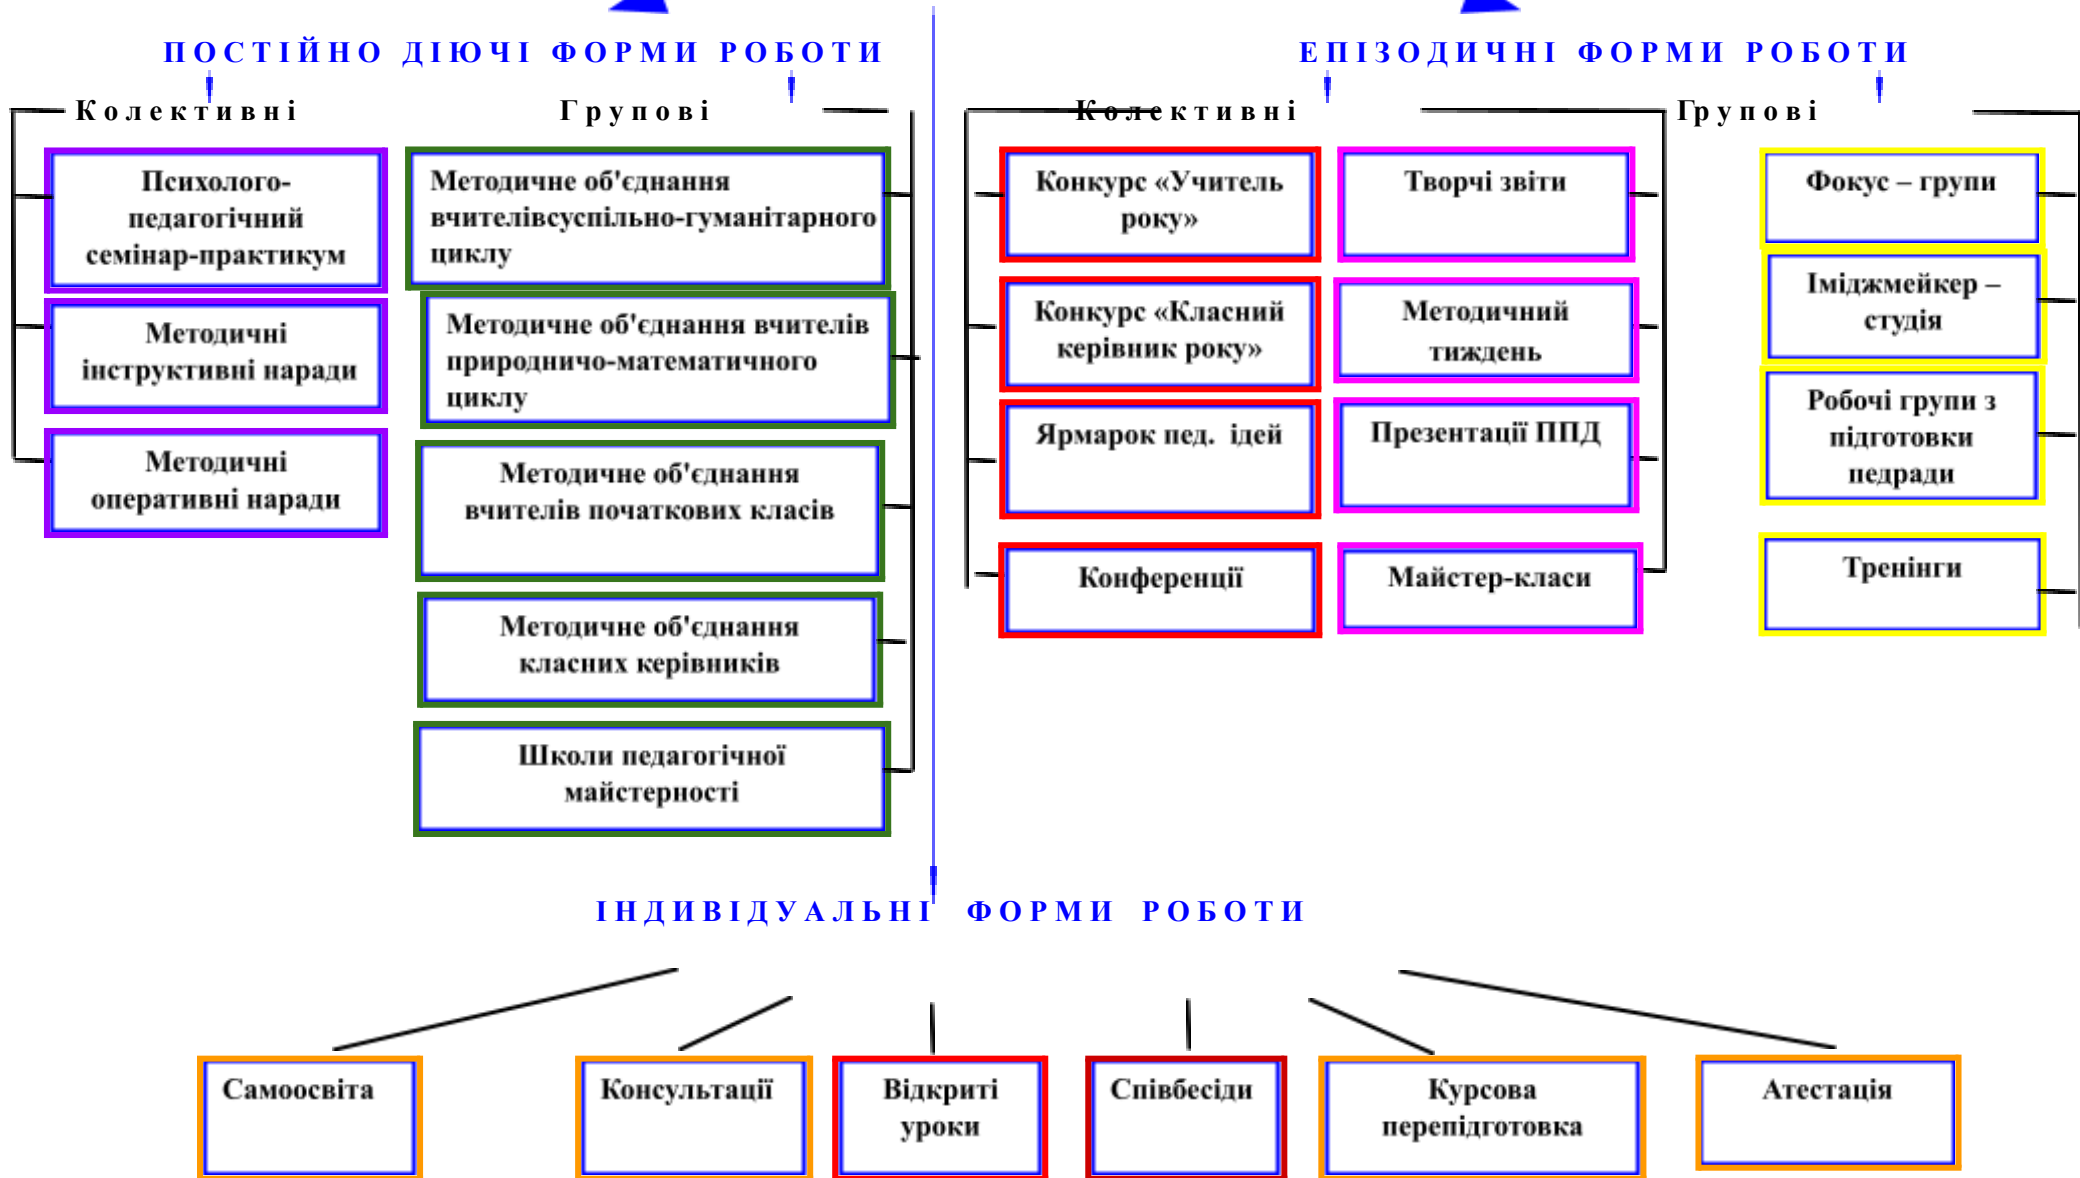 ПОСТІЙНО ДІЮЧІ ФОРМИ РОБОТИ
Колективні
Групові
Психолого-
педагогічний
семінар-практикум
Методичні
інструктивні наради
Методичні
оперативні наради
Методичне об'єднання
вчителівсуспільно-гуманітарного
циклу
Методичне об'єднання вчителів
природничо-математичного
циклу
Методичне об'єднання
вчителів початкових класів
Методичне об'єднання
класних керівників
Школи педагогічної
майстерності
ЕПІЗОДИЧНІ ФОРМИ РОБОТИ
Колективні
Групові
Конкурс «Учитель
року»
Конкурс «Класний
керівник року»
Ярмарок пед. ідей
Конференції
Творчі звіти
Методичний
тиждень
Презентації ППД
Майстер-класи
Фокус – групи
Іміджмейкер –
студія
Робочі групи з
підготовки
педради
Тренінги
ІНДИВІДУАЛЬНІ ФОРМИ РОБОТИ
Самоосвіта
Консультації
Відкриті
уроки
Співбесіди
Курсова
перепідготовка
Атестація